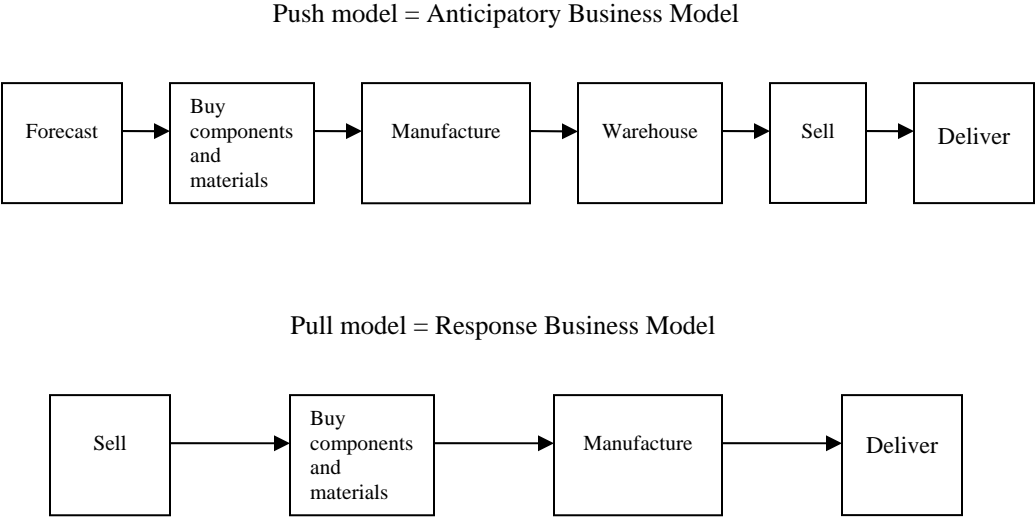 Push model = Anticipatory Business Model
Forecast
Buy
components
and
materials
Manufacture
Warehouse
Sell
Deliver
Pull model = Response Business Model
Sell
Buy
components
and
materials
Manufacture
Deliver